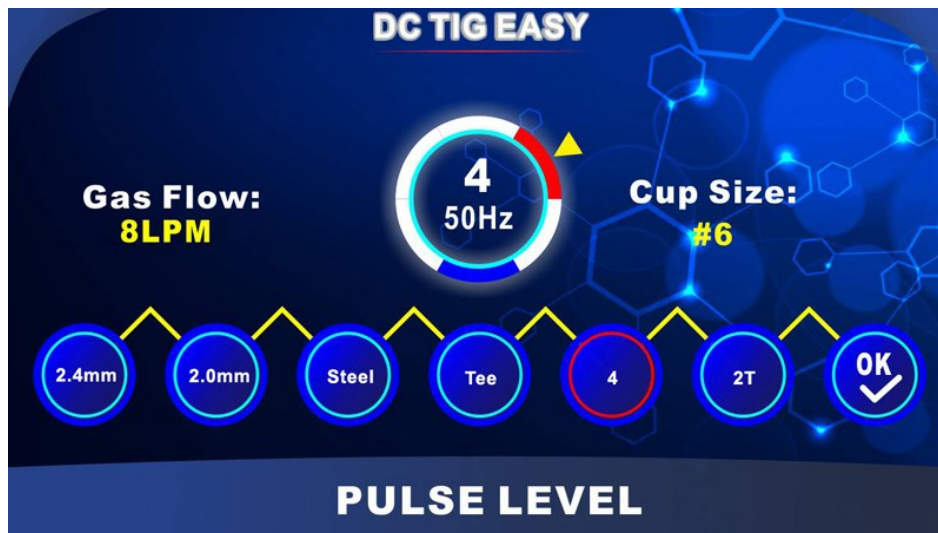 DC TIG EASY
Gas Flow:
8LPM
4
50Hz
Cup Size:
#6
2.4mm
2.0mm
Steel
Tee
4
2T
OK
PULSE LEVEL